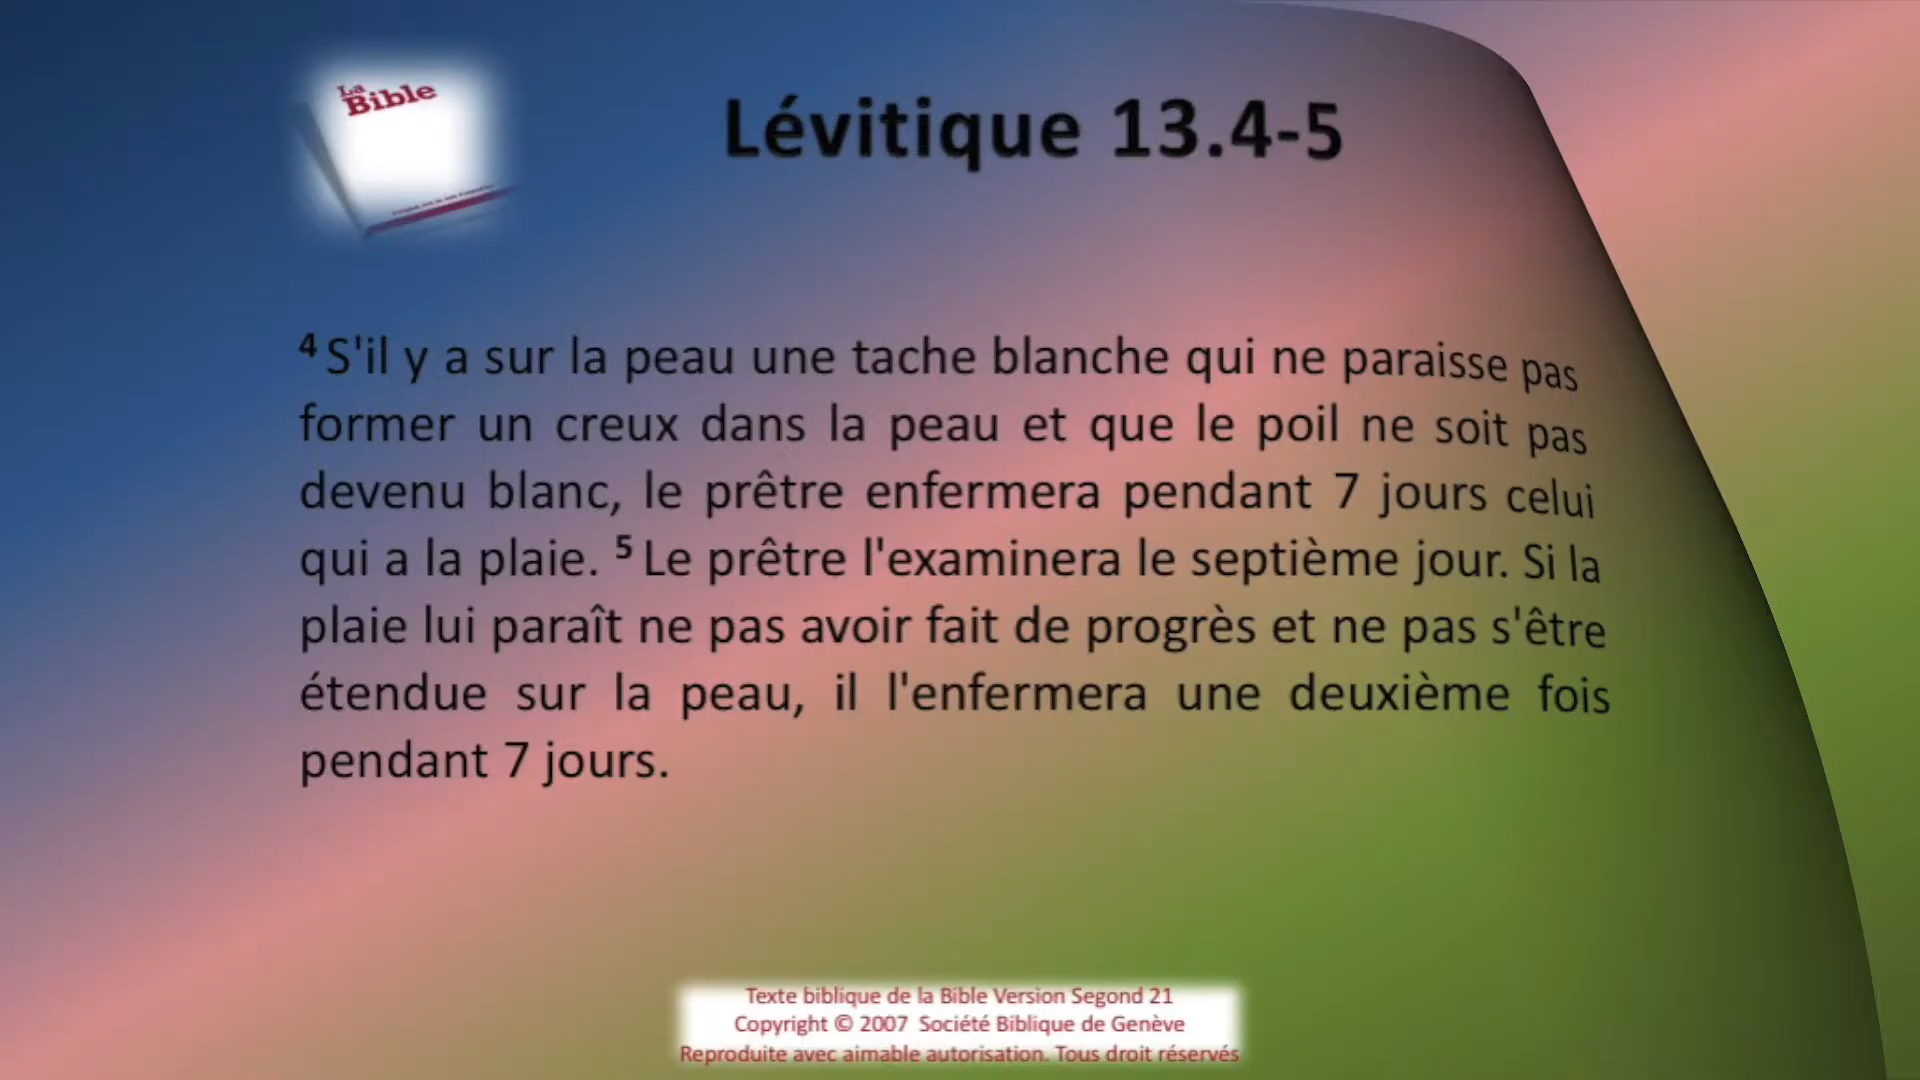 La
Bible
Lévitique 13.4-5
4 S'il y a sur la peau une tache blanche qui ne paraisse pas
former un creux dans la peau et que le poil ne soit pas
devenu blanc, le prêtre enfermera pendant 7 jours celui
qui a la plaie. 5 Le prêtre l'examinera le septième jour. Si la
plaie lui paraît ne pas avoir fait de progrès et ne pas s'être
étendue sur la peau, il l'enfermera une deuxième fois
pendant 7 jours.
Texte biblique de la Bible Version Segond 21
Copyright © 2007 Société Biblique de Genève
Reproduite avec aimable autorisation. Tous droit réservés